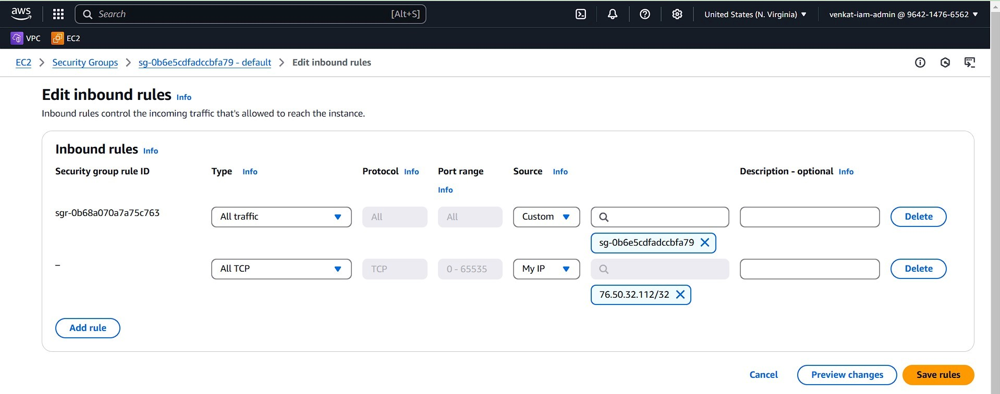 aws
Search [Alt+S] United States (N. Virginia) venkat-iam-admin @ 9642-1476-6562
VPC EC2
EC2 Security Groups sg-0b6e5cdfadccbfa79 - default Edit inbound rules
Edit inbound rules Info
Inbound rules control the incoming traffic that's allowed to reach the instance.
Inbound rules Info
Security group rule ID Type Info Protocol Info Port range Source Info Description - optional Info
Info
sgr-0b68a070a7a75c763 All traffic All All Custom Delete
sg-0b6e5cdfadccbfa79
– All TCP TCP 0 - 65535 My IP Delete
76.50.32.112/32
Add rule
Cancel Preview changes Save rules